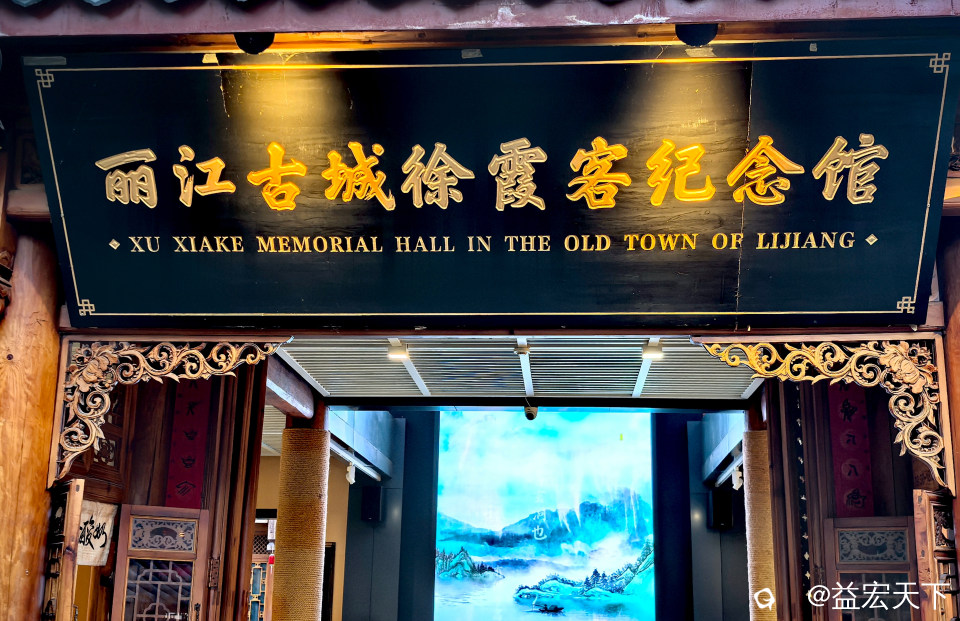 丽江古城徐霞客纪念馆
XU XIAKE MEMORIAL HALL IN THE OLD TOWN OF LIJIANG
也
@益宏天下